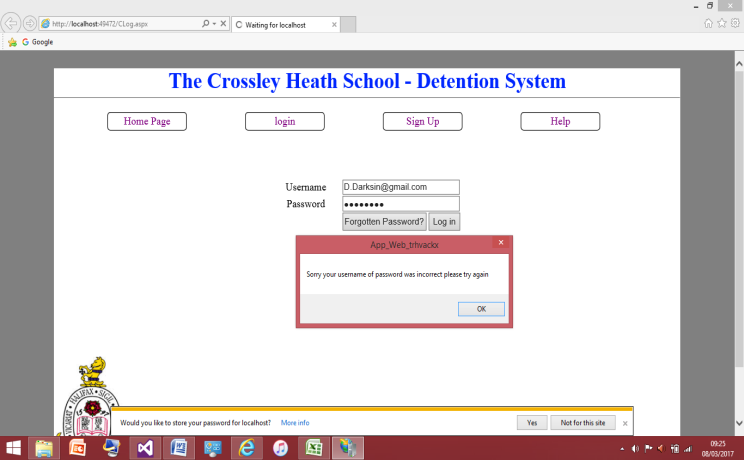 http://localhost:49472/CLog.aspx
Waiting for localhost
Google
The Crossley Heath School - Detention System
Home Page
login
Sign Up
Help
Username
D.Darksin@gmail.com
Password
Forgotten Password?
Log in
App_Web_trhvackx
Sorry your username of password was incorrect please try again
OK
HALIFAX
Would you like to store your password for localhost?
More info
Yes
Not for this site
09:25
08/03/2017